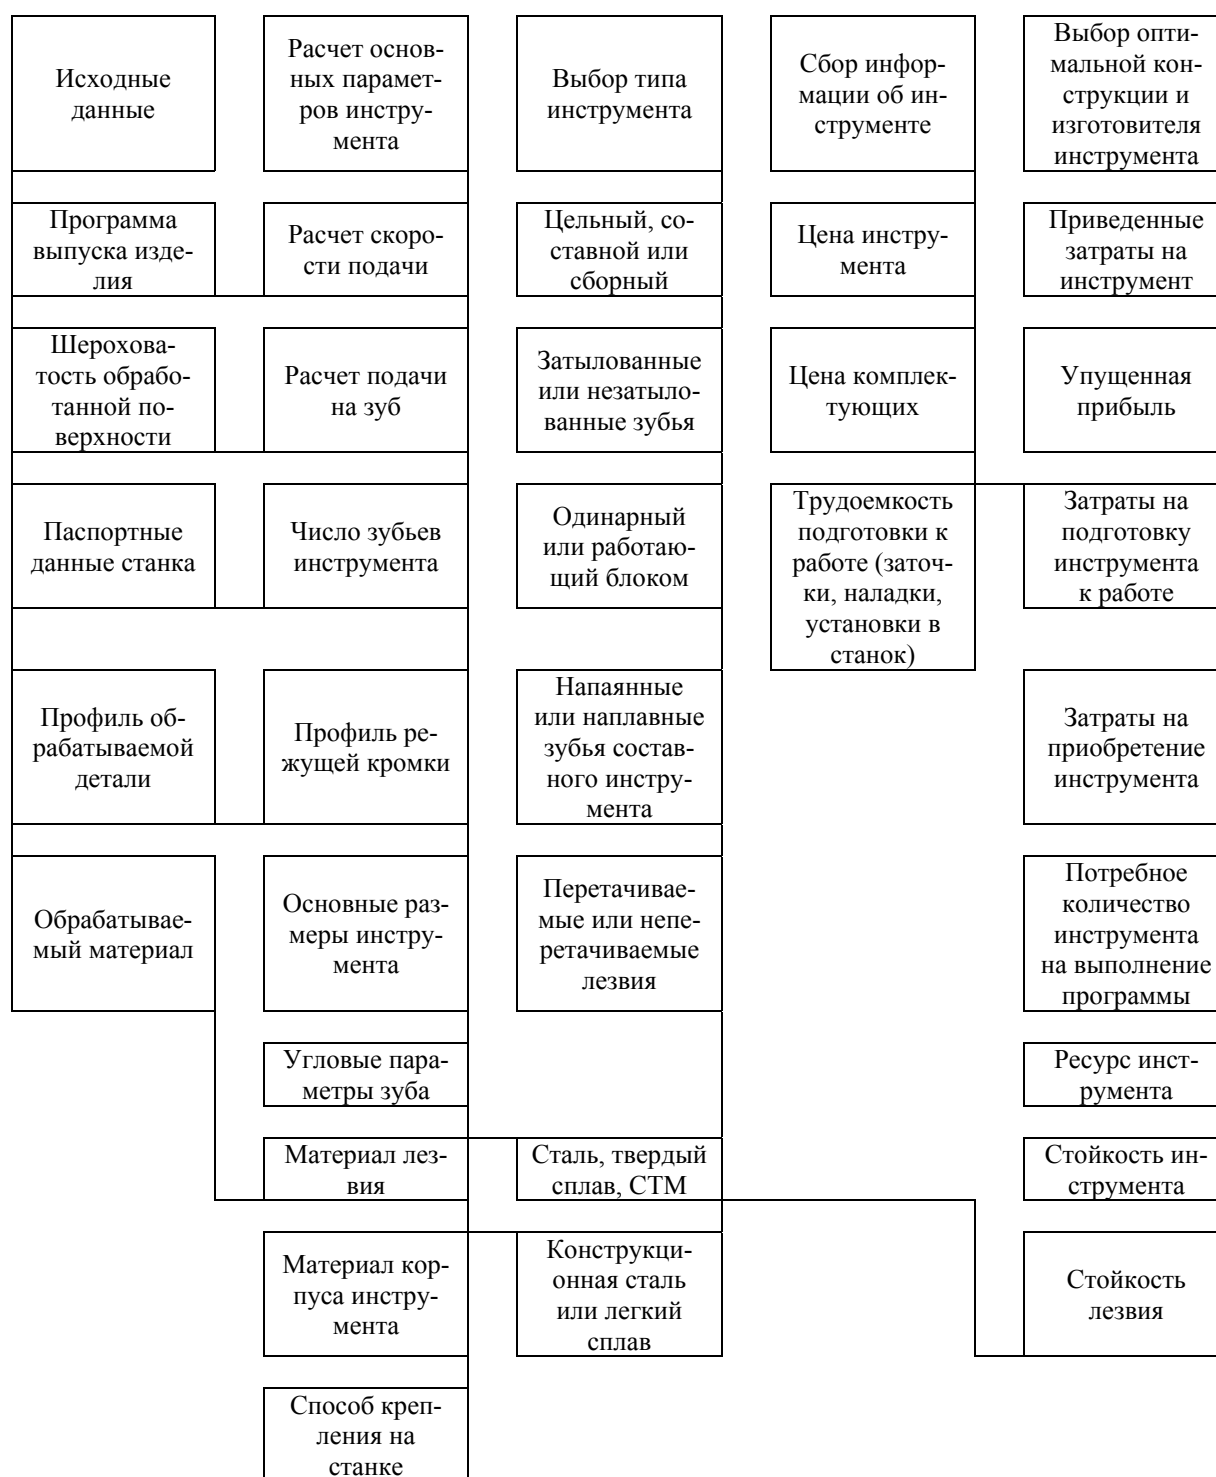 Исходные
данные
Расчет основ-
ных парамет-
ров инстру-
мента
Выбор типа
инструмента
Сбор инфор-
мации об ин-
струменте
Выбор опти-
мальной кон-
струкции и
изготовителя
инструмента
Программа
выпуска изде-
лия
Расчет скоро-
сти подачи
Цельный, со-
ставной или
сборный
Цена инстру-
мента
Приведенные
затраты на
инструмент
Шерохова-
тость обрабо-
танной по-
верхности
Расчет подачи
на зуб
Затылованные
или незатыло-
ванные зубья
Цена комплек-
тующих
Упущенная
прибыль
Паспортные
данные станка
Число зубьев
инструмента
Одинарный
или работаю-
щий блоком
Трудоемкость
подготовки к
работе (заточ-
ки, наладки,
установки в
станок)
Затраты на
подготовку
инструмента
к работе
Профиль об-
рабатываемой
детали
Профиль ре-
жущей кромки
Напаянные
или наплавные
зубья состав-
ного инстру-
мента
Затраты на
приобретение
инструмента
Обрабатывае-
мый материал
Основные раз-
меры инстру-
мента
Перетачивае-
мые или непе-
ретачиваемые
лезвия
Потребное
количество
инструмента
на выполнение
программы
Угловые пара-
метры зуба
Ресурс инст-
румента
Материал лез-
вия
Сталь, твердый
сплав, СТМ
Стойкость ин-
струмента
Материал кор-
пуса инстру-
мента
Конструкци-
онная сталь
или легкий
сплав
Стойкость
лезвия
Способ креп-
ления на
станке